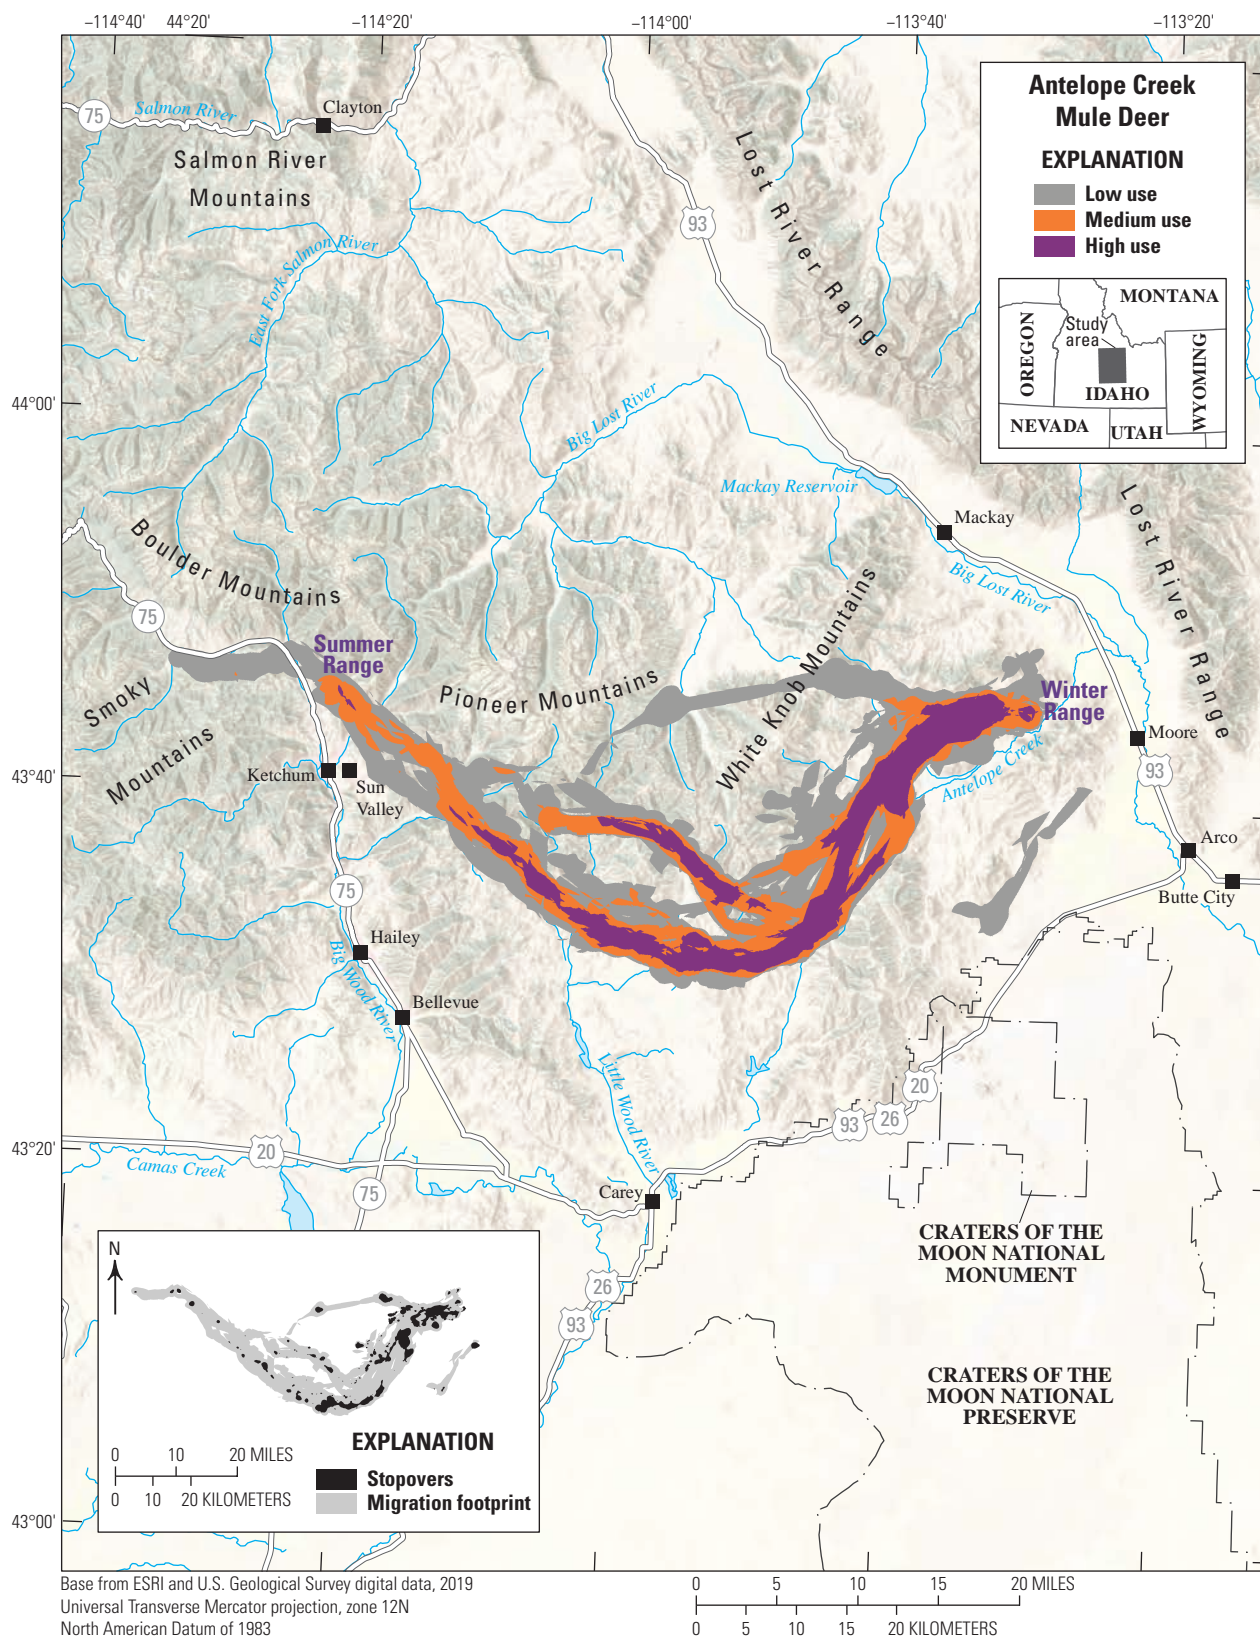 −114°40'
44°20'
−114°20'
−114°00'
−113°40'
−113°20'
Antelope Creek
Mule Deer
EXPLANATION
Low use
Medium use
High use
MONTANA
Study
area
OREGON
IDAHO
WYOMING
NEVADA
UTAH
75
Salmon River
Clayton
Salmon River
Mountains
Lost River Range
93
East Fork Salmon River
44°00'
Big Lost River
Mackay Reservoir
Mackay
Lost River Range
Boulder Mountains
Big Lost River
75
Summer
Range
Smoky
Mountains
Pioneer Mountains
White Knob Mountains
Winter
Range
Moore
43°40'
Ketchum
Sun
Valley
Antelope Creek
93
Arco
Butte City
75
Hailey
Big Wood River
Bellevue
Little Wood River
20
93
26
43°20'
20
Camas Creek
75
Carey
CRATERS OF THE
MOON NATIONAL
MONUMENT
26
93
CRATERS OF THE
MOON NATIONAL
PRESERVE
N
EXPLANATION
0 10 20 MILES
0 10 20 KILOMETERS
Stopovers
Migration footprint
43°00'
Base from ESRI and U.S. Geological Survey digital data, 2019
Universal Transverse Mercator projection, zone 12N
North American Datum of 1983
0 5 10 15 20 MILES
0 5 10 15 20 KILOMETERS